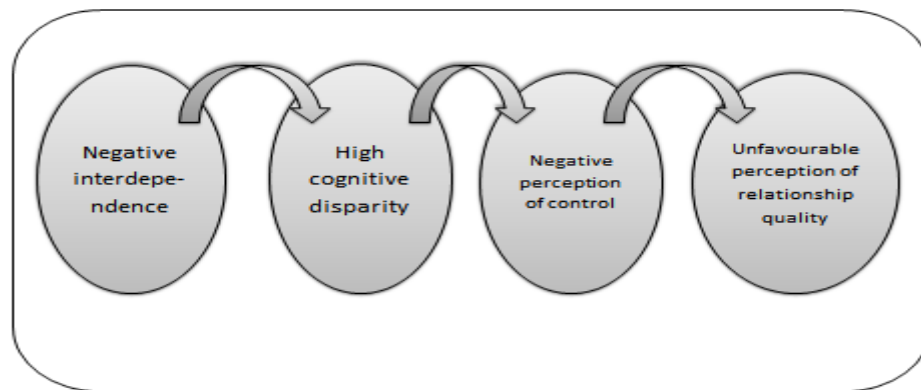 Negative
interdepe-
ndence
High
cognitive
disparity
Negative
perception
of control
Unfavourable
perception of
relationship
quality